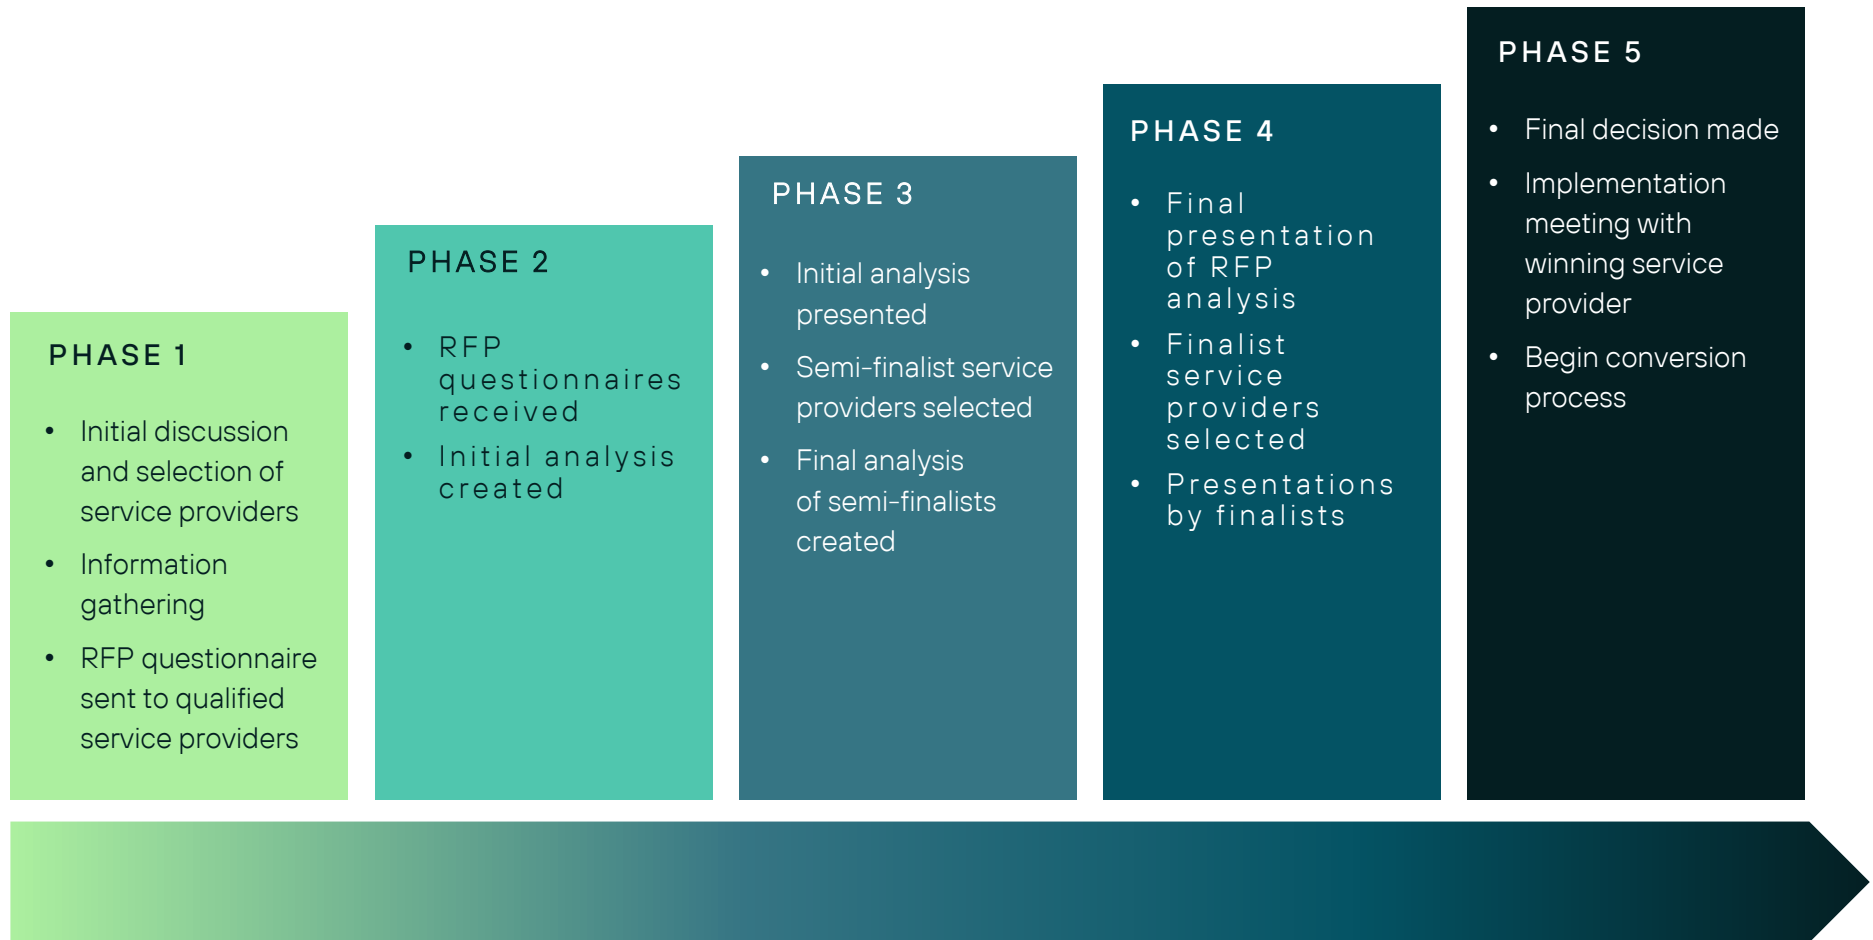 PHASE 1
• Initial discussion
and selection of
service providers
• Information
gathering
• RFP questionnaire
sent to qualified
service providers
PHASE 2
• RFP
questionnaires
received
• Initial analysis
created
PHASE 3
• Initial analysis
presented
• Semi-finalist service
providers selected
• Final analysis
of semi-finalists
created
PHASE 4
• Final
presentation
of RFP
analysis
• Finalist
service
providers
selected
• Presentations
by finalists
PHASE 5
• Final decision made
• Implementation
meeting with
winning service
provider
• Begin conversion
process